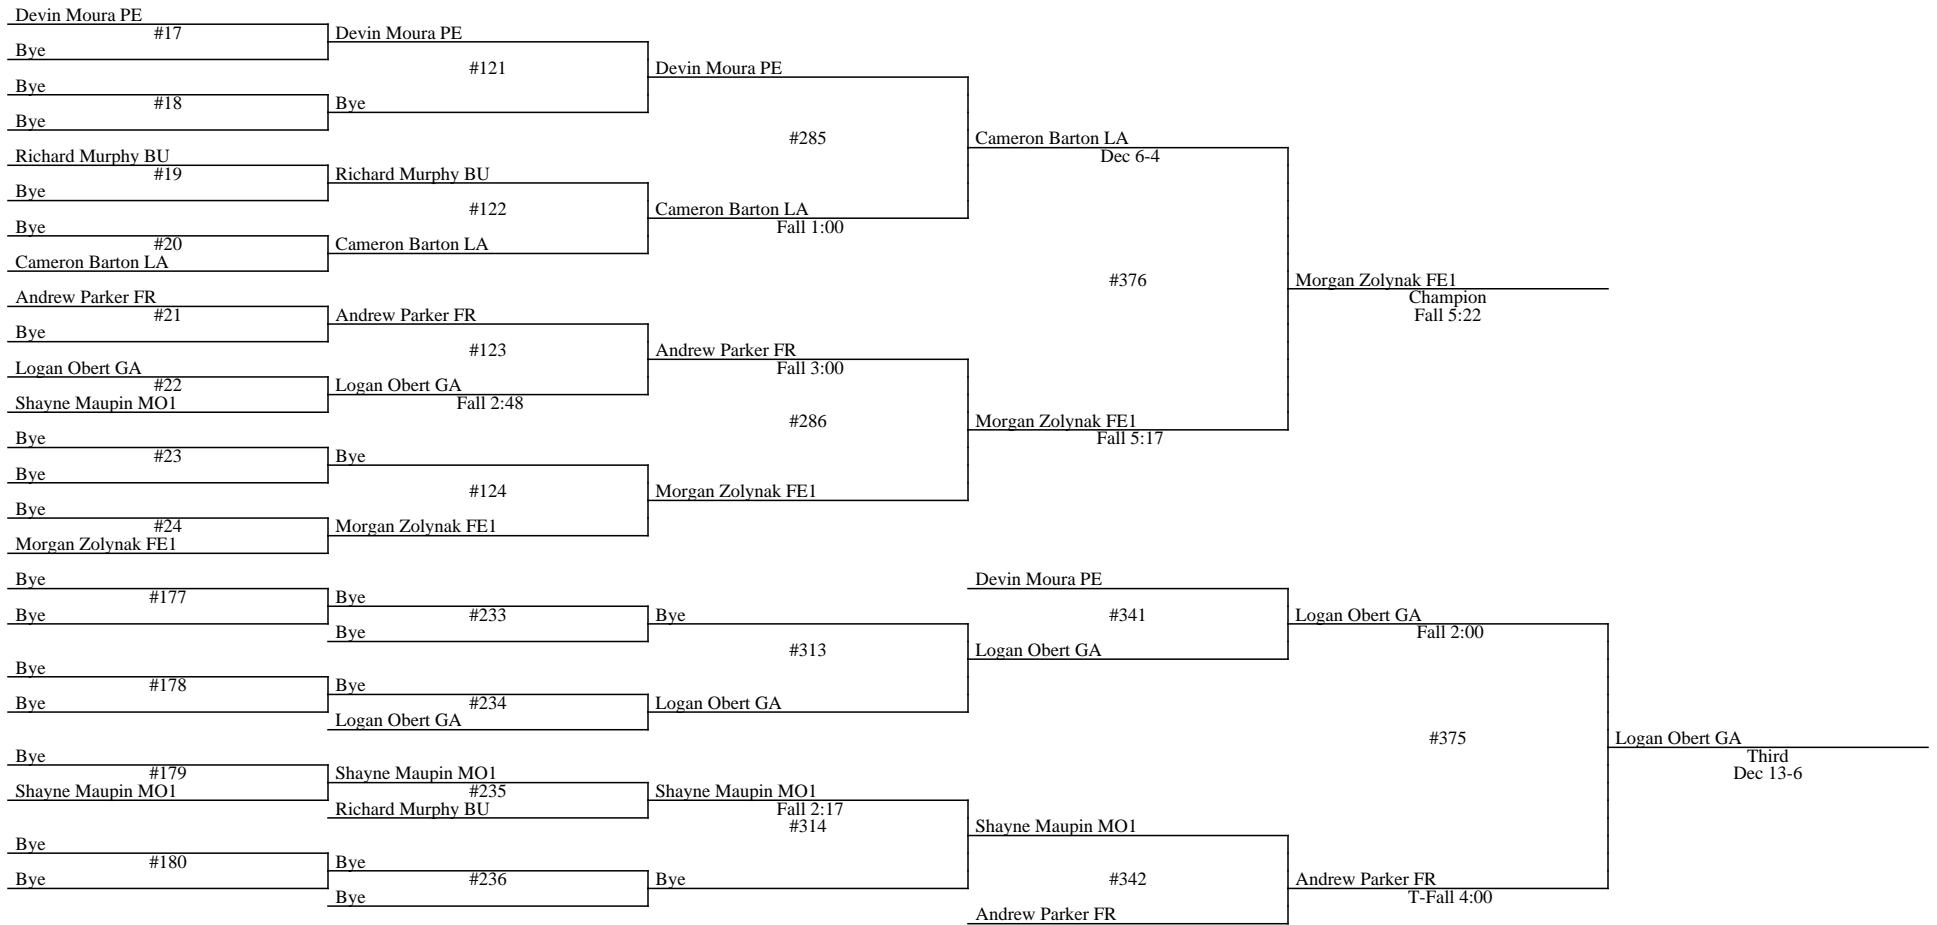 Devin Moura PE
#17
Bye
Bye
#18
Bye
Richard Murphy BU
#19
Bye
Bye
#20
Cameron Barton LA
Andrew Parker FR
#21
Bye
Logan Obert GA
#22
Shayne Maupin MO1
Bye
#23
Bye
Bye
#24
Morgan Zolynak FE1
Devin Moura PE
#121
Bye
Richard Murphy BU
#122
Cameron Barton LA
Andrew Parker FR
#123
Logan Obert GA
Fall 2:48
Bye
#124
Morgan Zolynak FE1
Devin Moura PE
#285
Cameron Barton LA
Fall 1:00
Andrew Parker FR
Fall 3:00
#286
Morgan Zolynak FE1
Cameron Barton LA
Dec 6-4
#376
Morgan Zolynak FE1
Fall 5:17
Morgan Zolynak FE1
Champion
Fall 5:22
Bye
#177
Bye
Bye
#178
Bye
Bye
#179
Shayne Maupin MO1
Bye
#180
Bye
Bye
#233
Bye
Bye
#234
Logan Obert GA
Shayne Maupin MO1
#235
Richard Murphy BU
Bye
#236
Bye
Bye
#313
Logan Obert GA
Shayne Maupin MO1
Fall 2:17
#314
Bye
Devin Moura PE
#341
Logan Obert GA
Shayne Maupin MO1
#342
Andrew Parker FR
Logan Obert GA
Fall 2:00
#375
Andrew Parker FR
T-Fall 4:00
Logan Obert GA
Third
Dec 13-6